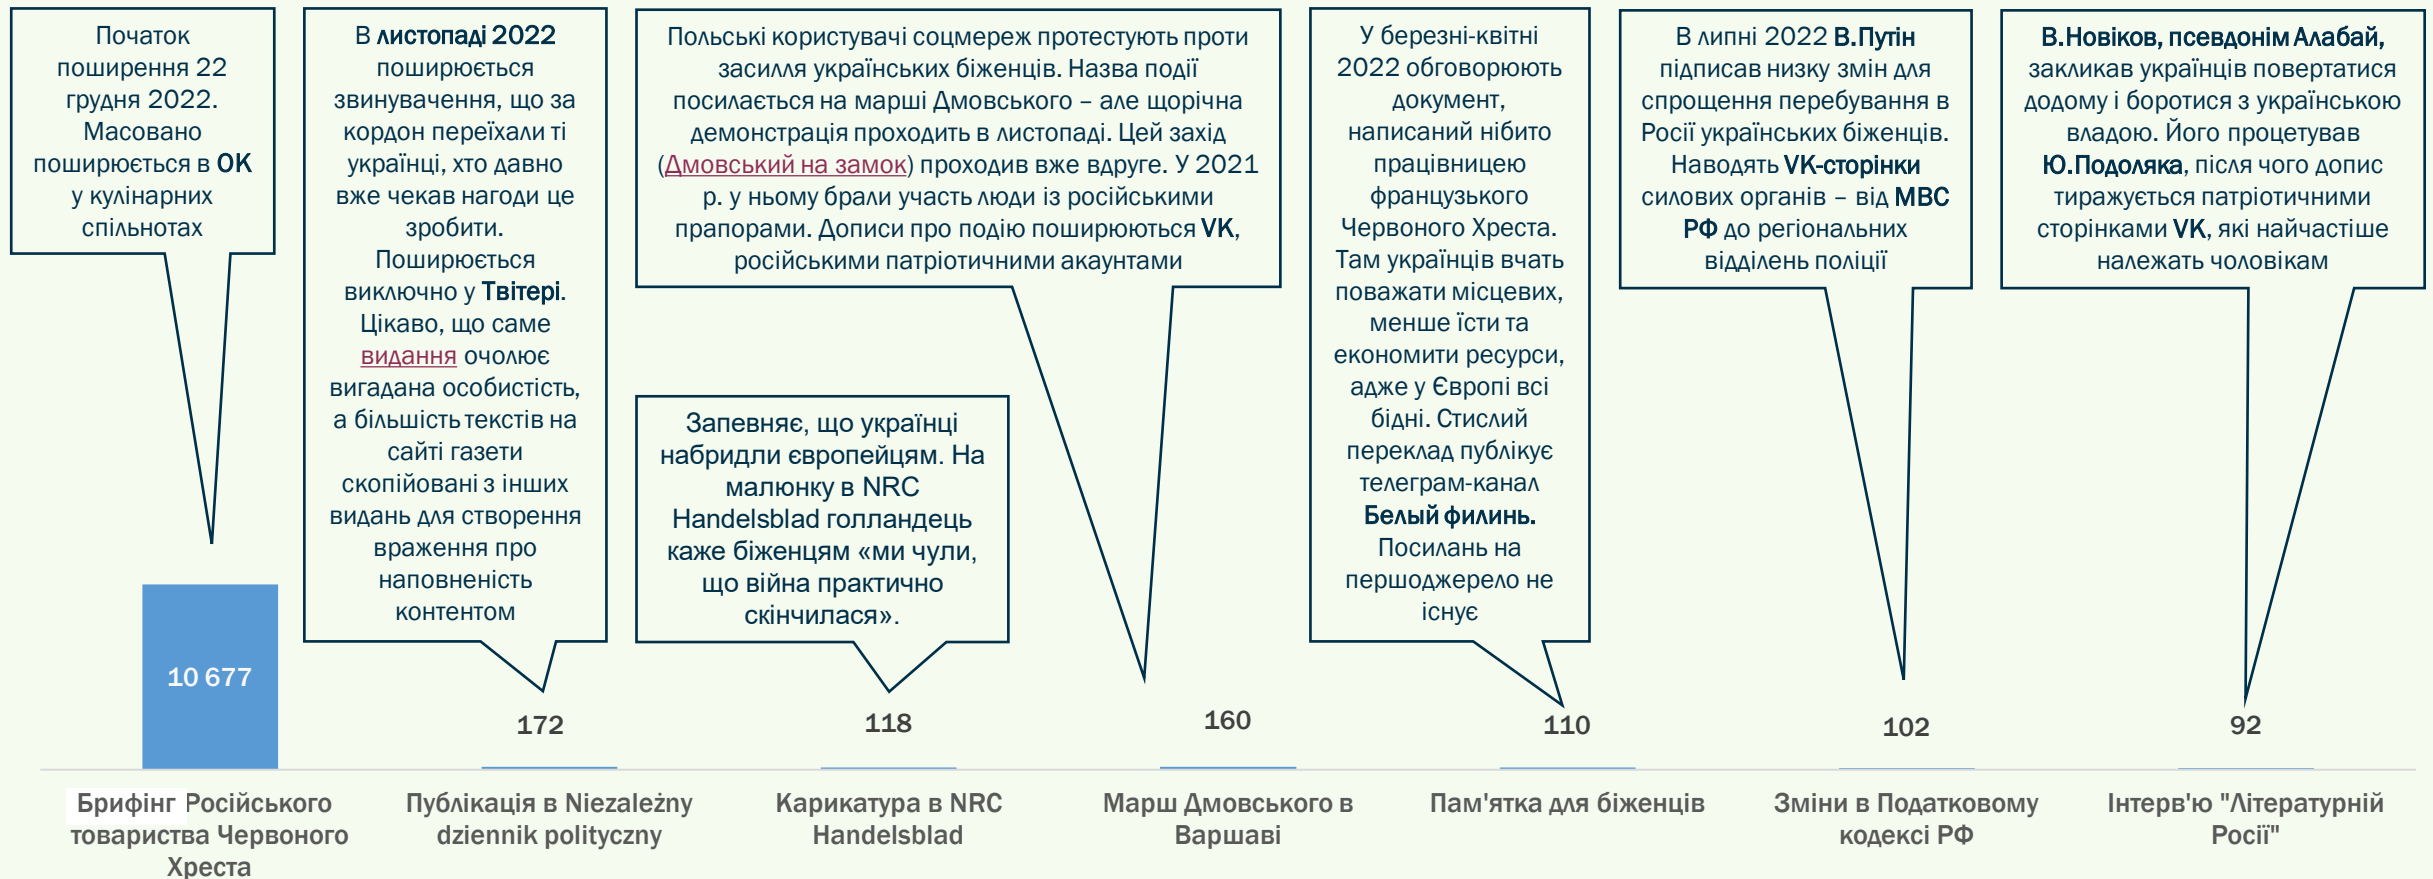 Початок
поширення 22
грудня 2022.
Масовано
поширюється в ОК
у кулінарних
спільнотах
В листопаді 2022
поширюється
звинувачення, що за
кордон переїхали ті
українці, хто давно
вже чекав нагоди це
зробити.
Поширюється
виключно у Твітері.
Цікаво, що саме
видання очолює
вигадана особистість,
а більшість текстів на
сайті газети
скопійовані з інших
видань для створення
враження про
наповненість
контентом
Польські користувачі соцмереж протестують проти
засилля українських біженців. Назва події
посилається на марші Дмовського – але щорічна
демонстрація проходить в листопаді. Цей захід
(Дмовський на замок) проходив вже вдруге. У 2021
р. у ньому брали участь люди із російськими
прапорами. Дописи про подію поширюються VK,
російськими патріотичними акаунтами
Запевняє, що українці
набридли європейцям. На
малюнку в NRC
Handelsblad голландець
каже біженцям «ми чули,
що війна практично
скінчилася».
У березні-квітні
2022 обговорюють
документ,
написаний нібито
працівницею
французького
Червоного Хреста.
Там українців вчать
поважати місцевих,
менше їсти та
економити ресурси,
адже у Європі всі
бідні. Стислий
переклад публікує
телеграм-канал
Белый филинь.
Посилань на
першоджерело не
існує
В липні 2022 В.Путін
підписав низку змін для
спрощення перебування в
Росії українських біженців.
Наводять VK-сторінки
силових органів – від МВС
РФ до регіональних
відділень поліції
В.Новіков, псевдонім Алабай,
закликав українців повертатися
додому і боротися з українською
владою. Його процетував
Ю.Подоляка, після чого допис
тиражується патріотичними
сторінками VK, які найчастіше
належать чоловікам
10 677
172
118
160
110
102
92
Брифінг Російського
товариства Червоного
Хреста
Публікація в Niezależny
dziennik polityczny
Карикатура в NRC
Handelsblad
Марш Дмовського в
Варшаві
Пам'ятка для біженців
Зміни в Податковому
кодексі РФ
Інтерв'ю "Літературній
Росії"